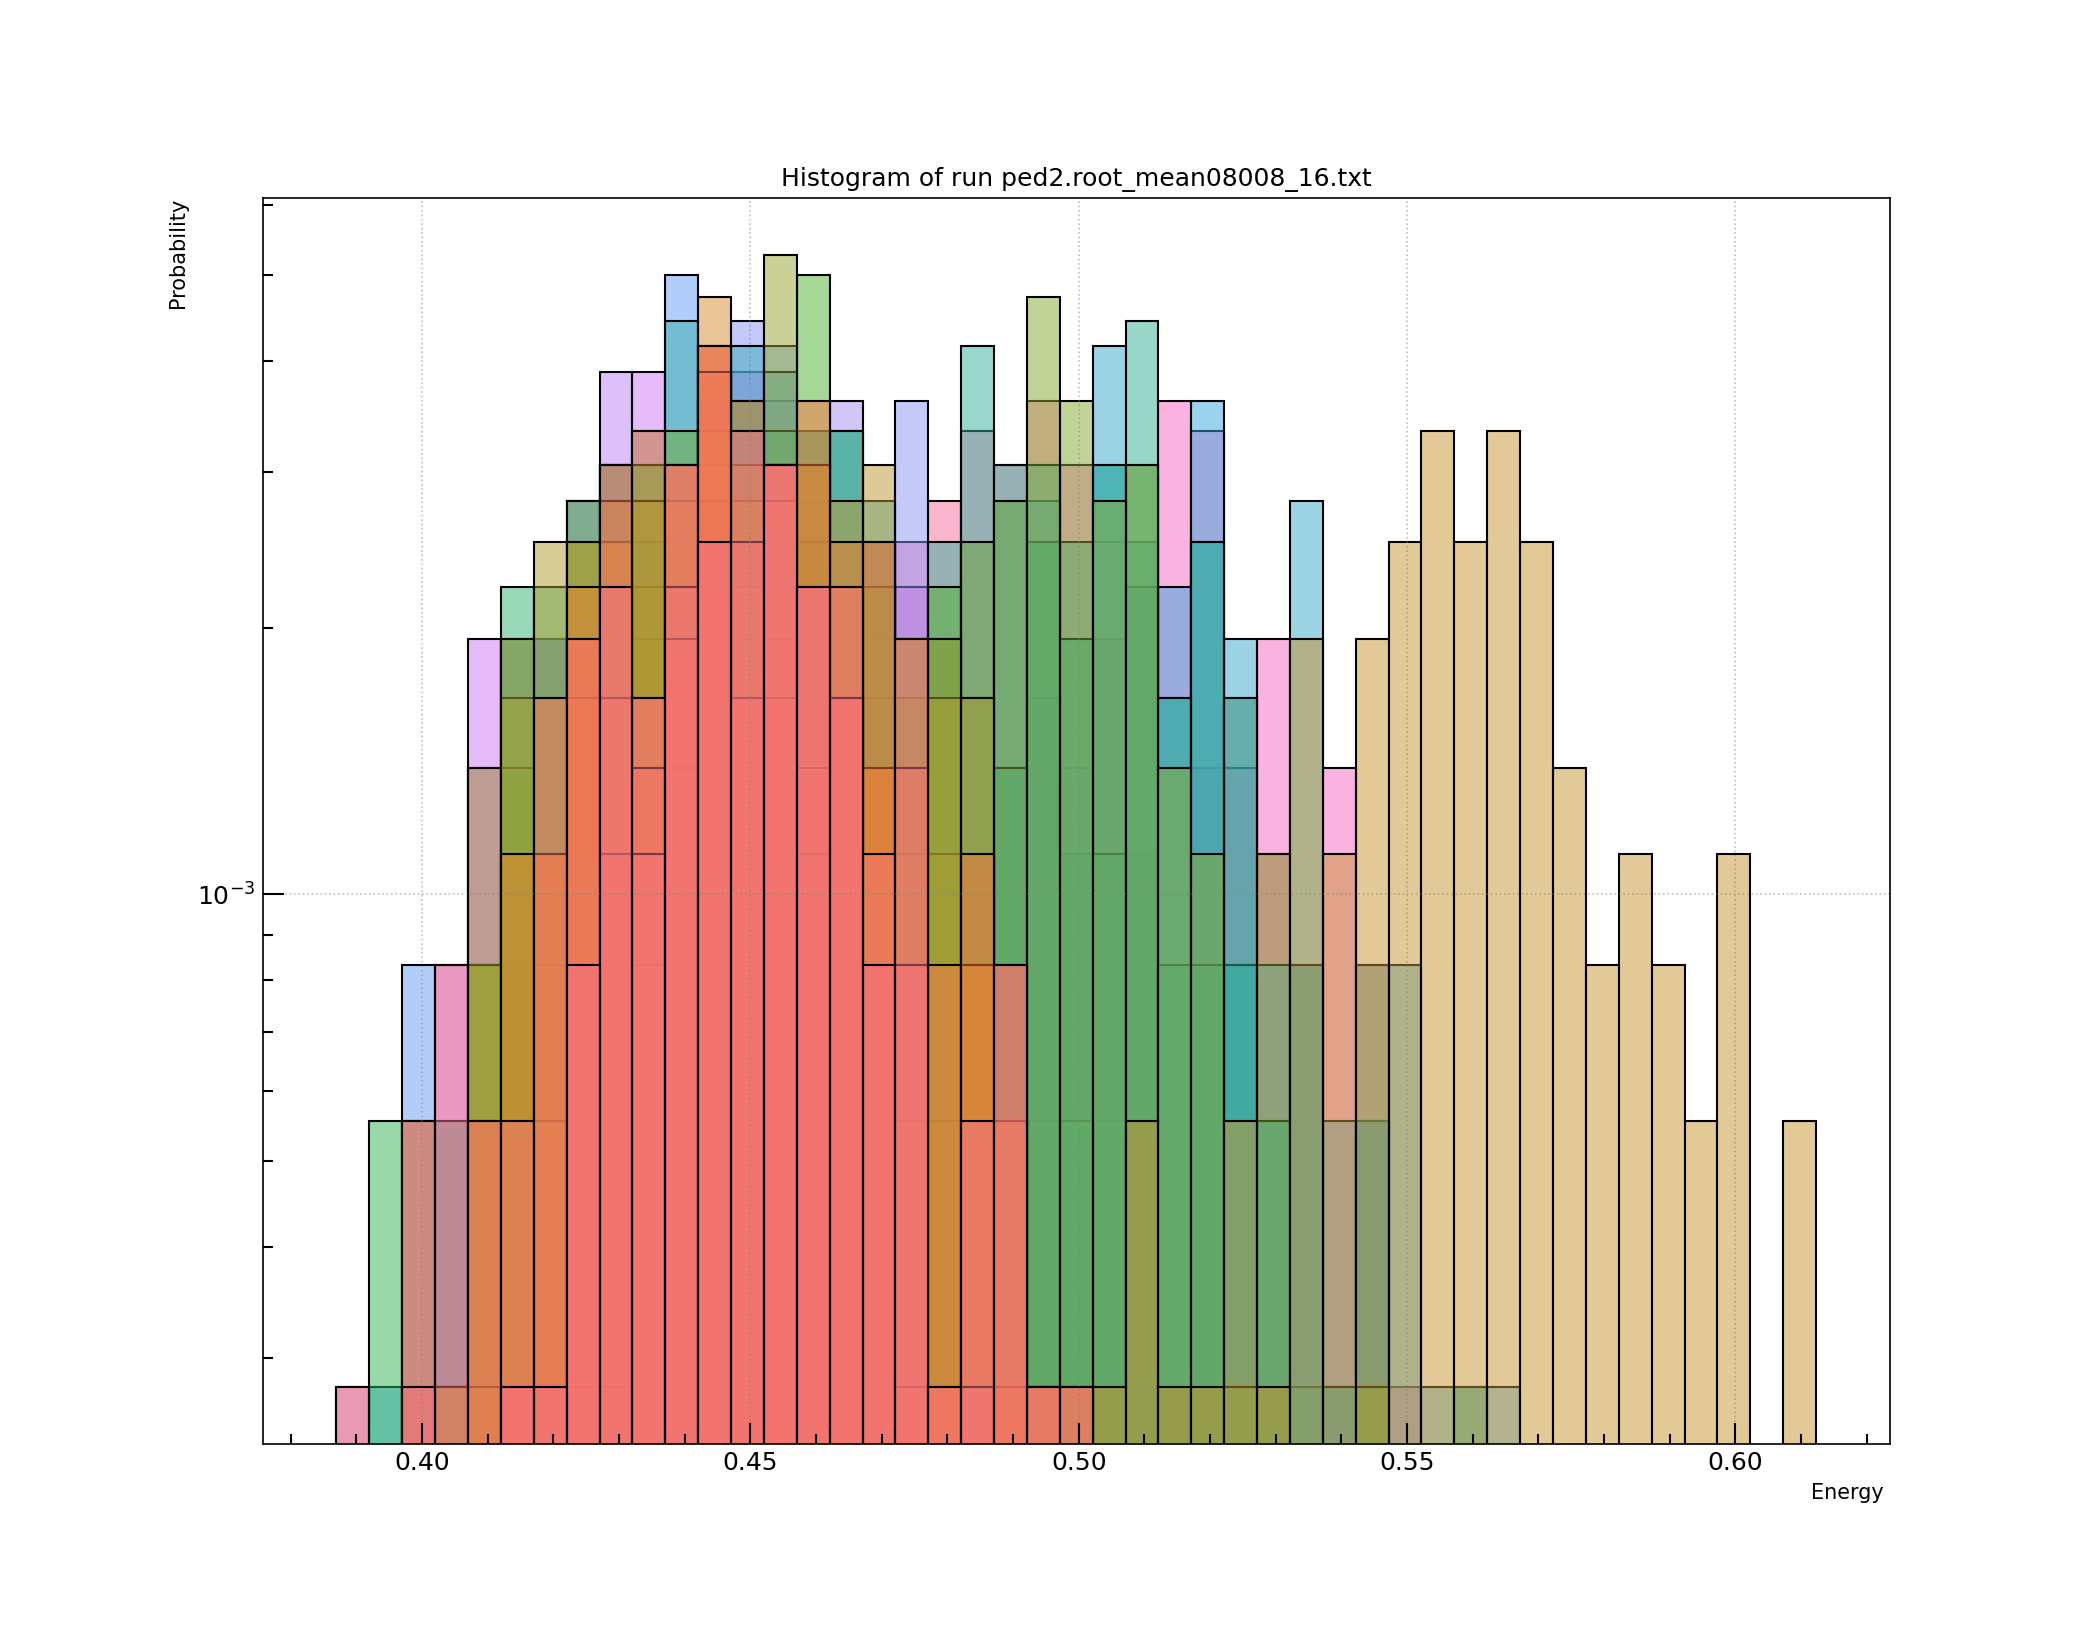 Histogram of run ped2.root_mean08008_16.txt
Probability
10⁻³
0.40 0.45 0.50 0.55 0.60
Energy